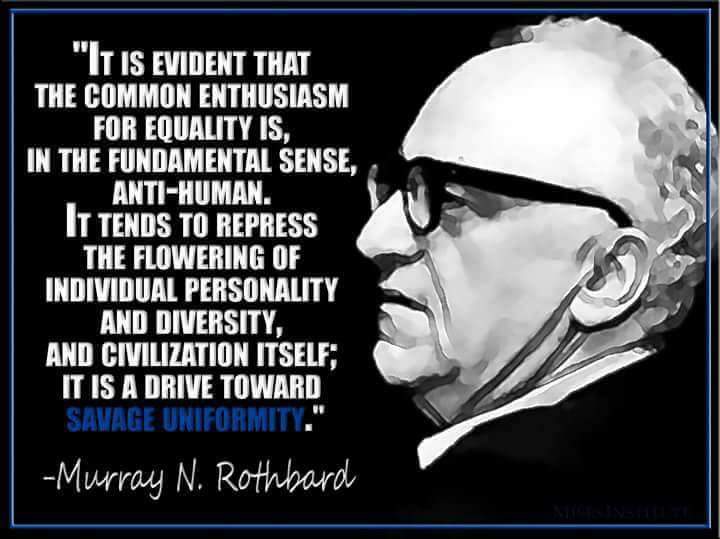 "IT IS EVIDENT THAT
THE COMMON ENTHUSIASM
FOR EQUALITY IS,
IN THE FUNDAMENTAL SENSE,
ANTI-HUMAN.
IT TENDS TO REPRESS
THE FLOWERING OF
INDIVIDUAL PERSONALITY
AND DIVERSITY,
AND CIVILIZATION ITSELF;
IT IS A DRIVE TOWARD
SAVAGE UNIFORMITY."
-Murray N. Rothbard
MISES INSTITUTE